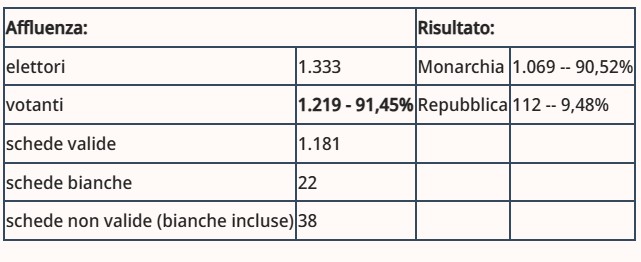 Affluenza: Risultato:
elettori 1.333 Monarchia 1.069 -- 90,52%
votanti 1.219 - 91,45% Repubblica 112 -- 9,48%
schede valide 1.181
schede bianche 22
schede non valide (bianche incluse) 38